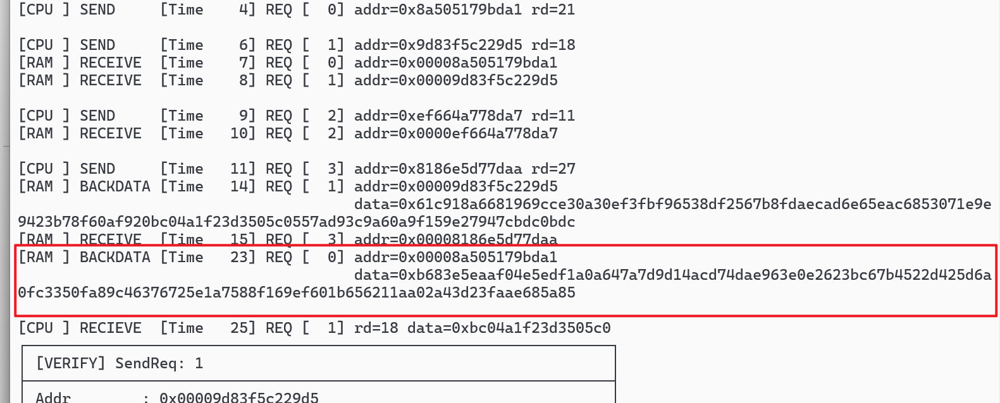 [CPU ] SEND     [Time    4] REQ [  0] addr=0x8a505179bda1 rd=21
[CPU ] SEND     [Time    6] REQ [  1] addr=0x9d83f5c229d5 rd=18
[RAM ] RECEIVE  [Time    7] REQ [  0] addr=0x00008a505179bda1
[RAM ] RECEIVE  [Time    8] REQ [  1] addr=0x00009d83f5c229d5
[CPU ] SEND     [Time    9] REQ [  2] addr=0xef664a778da7 rd=11
[RAM ] RECEIVE  [Time   10] REQ [  2] addr=0x0000ef664a778da7
[CPU ] SEND     [Time   11] REQ [  3] addr=0x8186e5d77daa rd=27
[RAM ] BACKDATA [Time   14] REQ [  1] addr=0x00009d83f5c229d5
data=0x61c918a6681969cce30a30ef3fbf96538df2567b8fdaecad6e65eac6853071e9e
9423b78f60af920bc04a1f23d3505c0557ad93c9a60a9f159e27947cbdc0bdc
[RAM ] RECEIVE  [Time   15] REQ [  3] addr=0x00008186e5d77daa
[RAM ] BACKDATA [Time   23] REQ [  0] addr=0x00008a505179bda1
data=0xb683e5eaaf04e5edf1a0a647a7d9d14acd74dae963e0e2623bc67b4522d425d6a
0fc3350fa89c46376725e1a7588f169ef601b656211aa02a43d23faae685a85
[CPU ] RECIEVE  [Time   25] REQ [  1] rd=18 data=0xbc04a1f23d3505c0
[VERIFY] SendReq: 1
Addr        : 0x00009d83f5c229d5